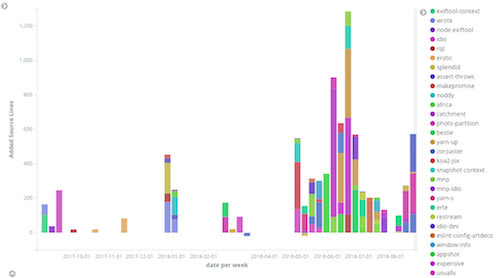 1,200
1,000
800
600
400
200
0
Added Source Lines
2017-10-01
2017-11-01
2017-12-01
2018-01-01
2018-02-01
2018-04-01
2018-05-01
2018-06-01
2018-07-01
2018-08-01
date per week
exiftool-context
wrote
node-exiftool
idio
rqt
erotic
splendid
assert-throws
makepromise
noddy
africa
catchment
photo-partition
bestie
yarn-up
zoroaster
koa2-jsx
snapshot-context
mnp
mnp-idio
yarn-s
erte
restream
idio-dev
eslint-config-artdeco
window-info
appshot
expensive
usually